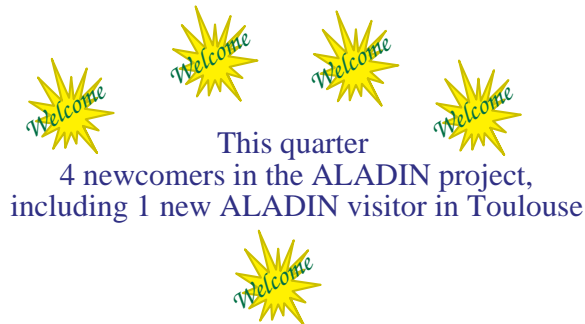 Welcome
Welcome
Welcome
Welcome
This quarter
4 newcomers in the ALADIN project,
including 1 new ALADIN visitor in Toulouse
Welcome